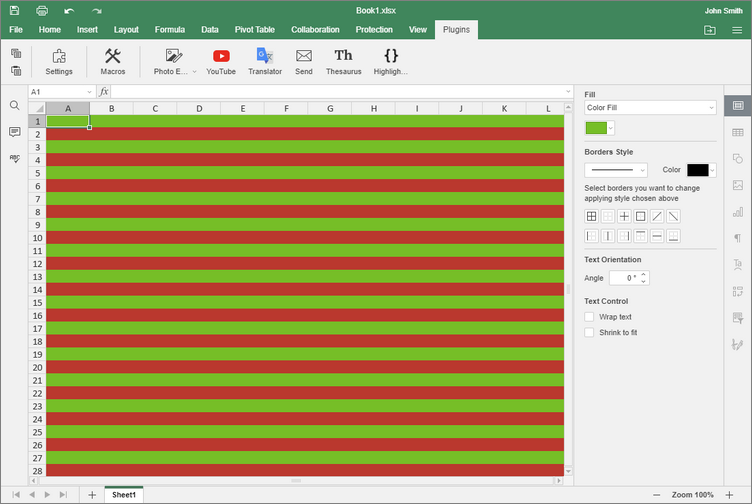 Book1.xlsx
John Smith
File Home Insert Layout Formula Data Pivot Table Collaboration Protection View Plugins
Settings Macros Photo E... YouTube Translator Send Thesaurus Highligh...
Th
{}
A1 fx
A B C D E F G H I J K L
1
2
3
4
5
6
7
8
9
10
11
12
13
14
15
16
17
18
19
20
21
22
23
24
25
26
27
28
Fill
Color Fill
Borders Style
Color
Select borders you want to change
applying style chosen above
Text Orientation
Angle 0 °
Text Control
Wrap text
Shrink to fit
Sheet1
Zoom 100%